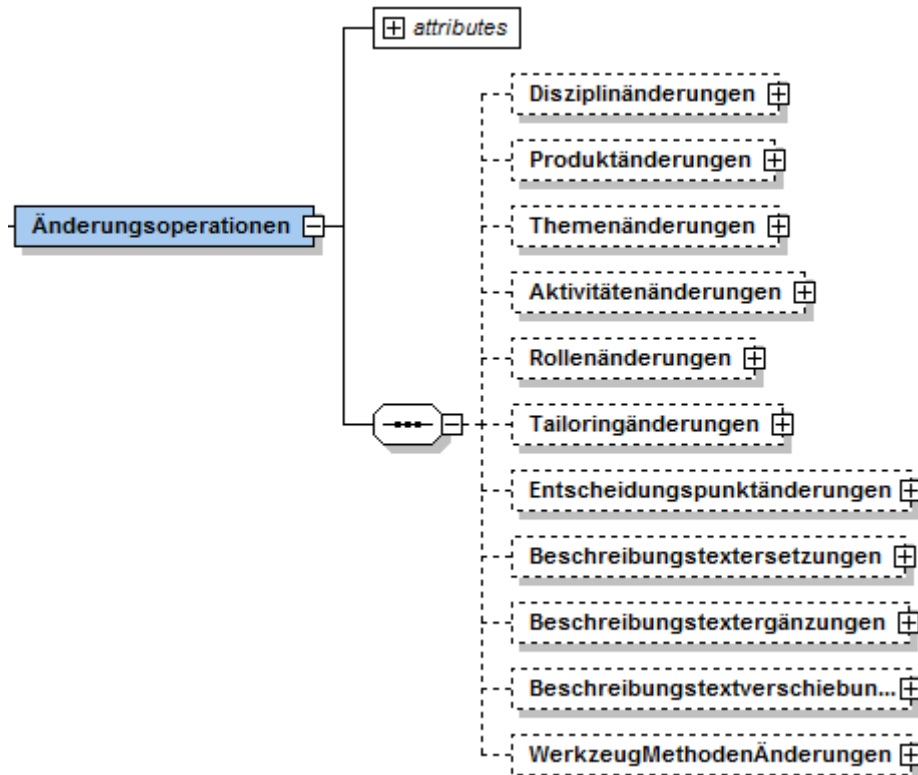 attributes
Disziplinänderungen
Produktänderungen
Themenänderungen
Änderungsoperationen
Aktivitätenänderungen
Rollenänderungen
Tailoringänderungen
Entscheidungspunktänderungen
Beschreibungstextersetzungen
Beschreibungstextergänzungen
Beschreibungstextverschiebun...
WerkzeugMethodenÄnderungen